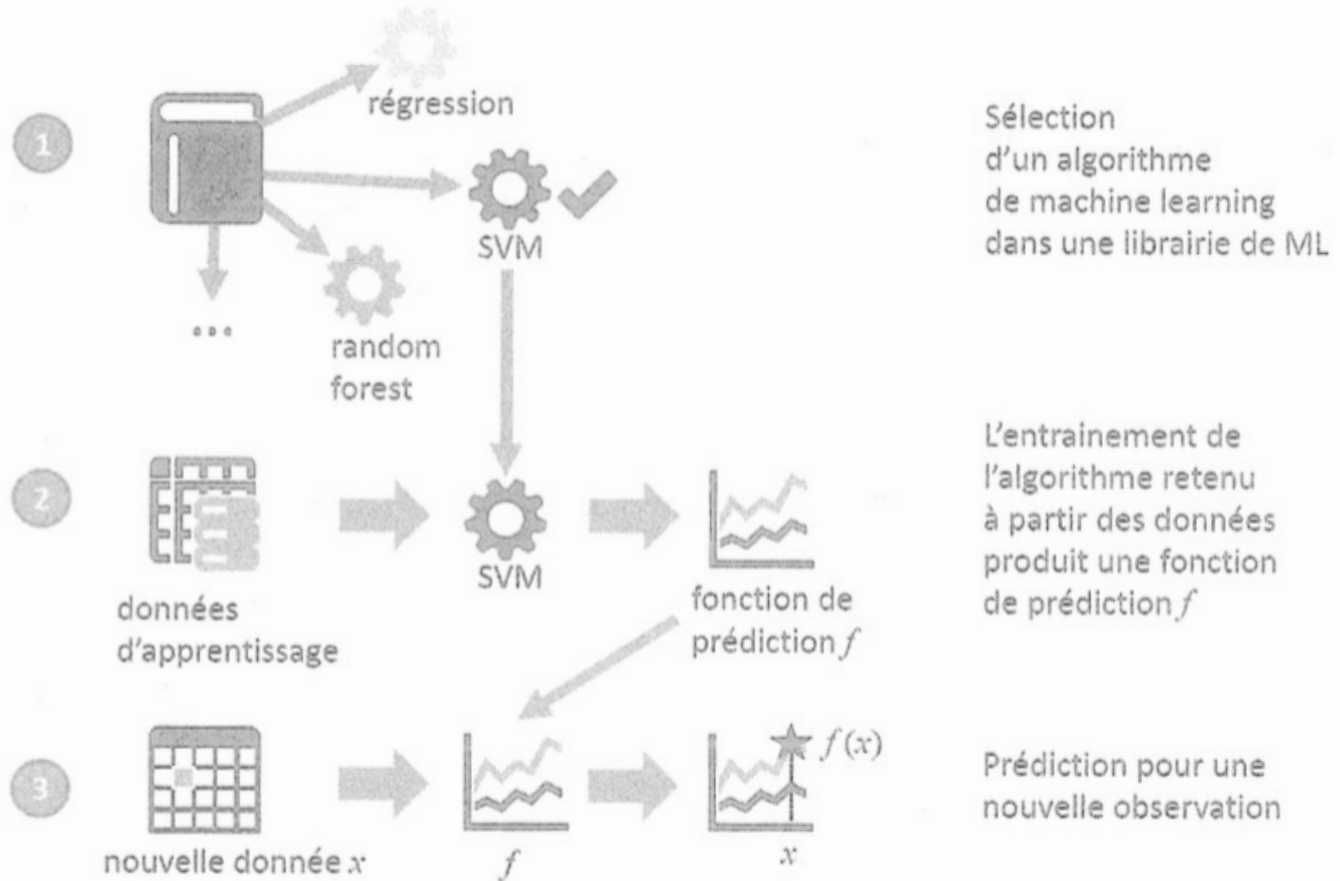 1
régression
SVM
random
forest
...
Sélection
d'un algorithme
de machine learning
dans une librairie de ML
2
données
d'apprentissage
SVM
fonction de
prédiction f
L'entrainement de
l'algorithme retenu
à partir des données
produit une fonction
de prédiction f
3
nouvelle donnée x
f
f(x)
x
Prédiction pour une
nouvelle observation